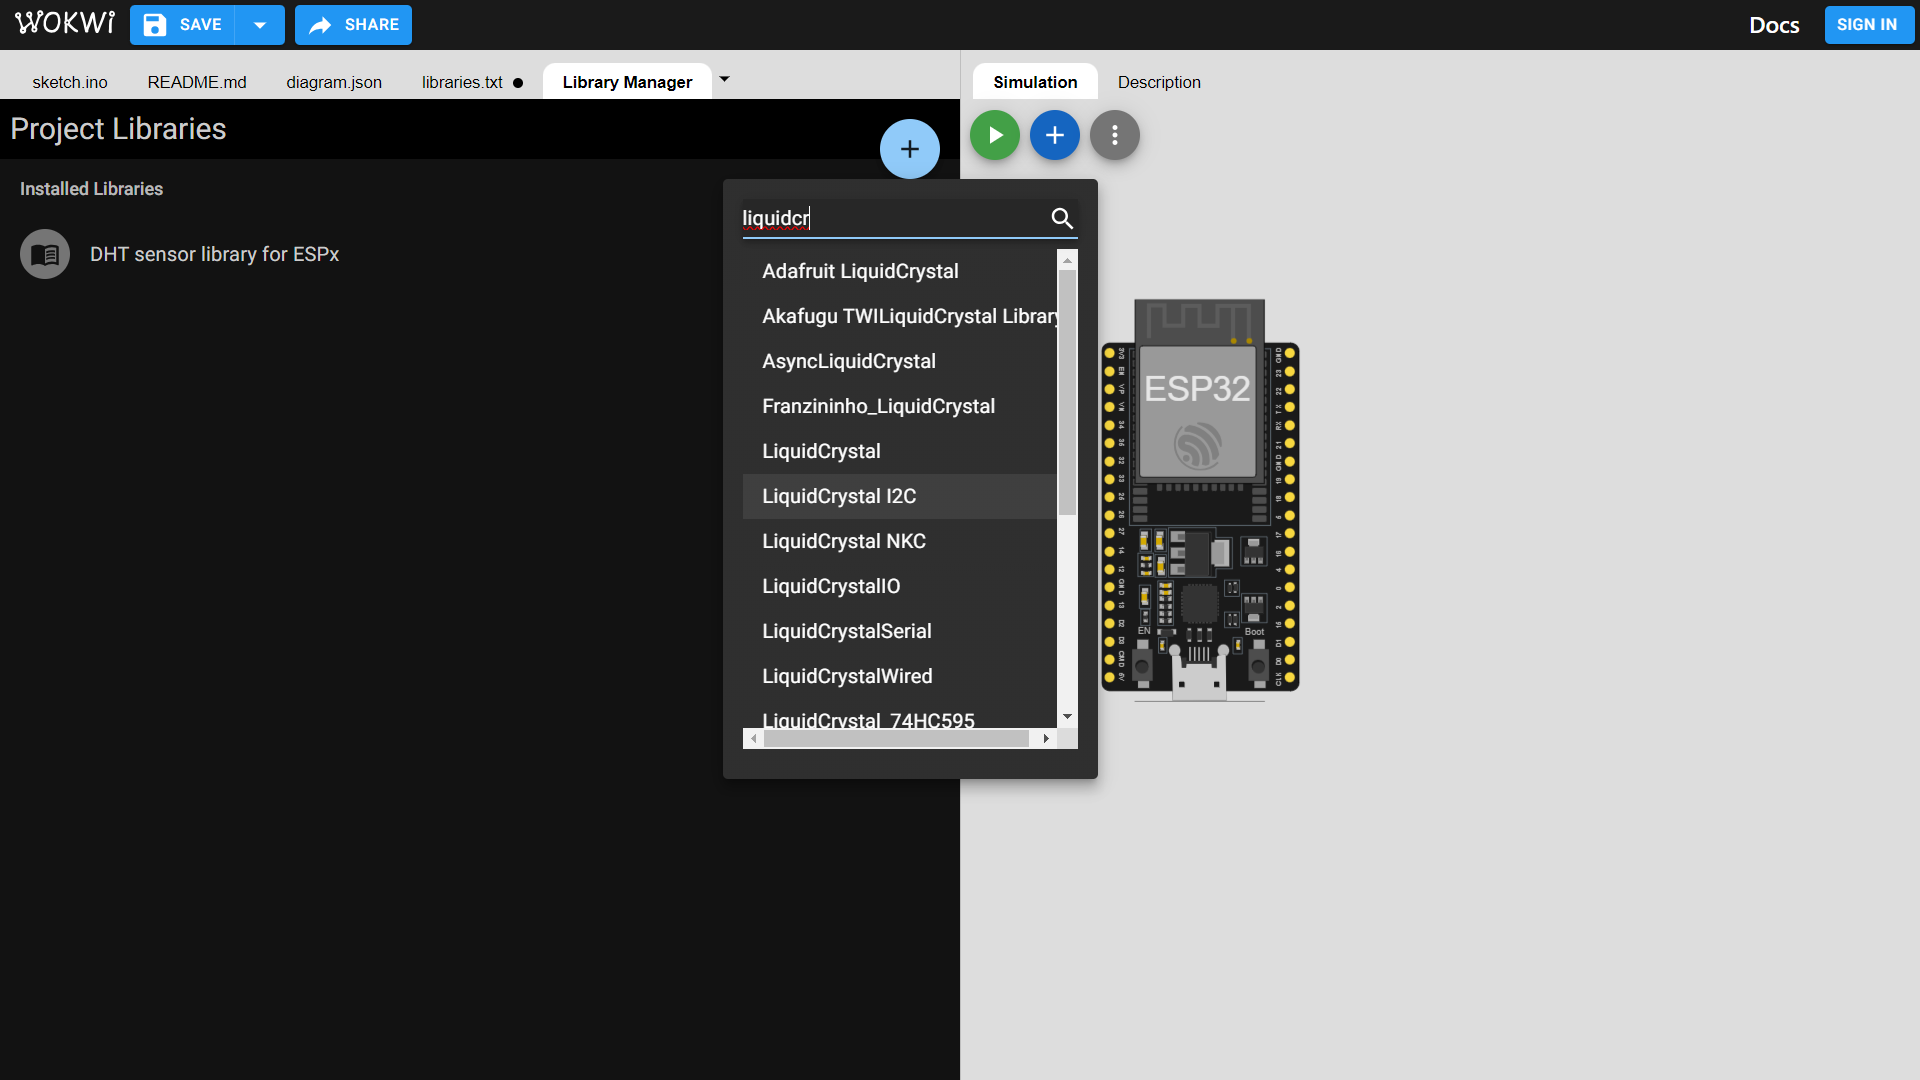 WOKWi
SAVE
SHARE
Docs
SIGN IN
sketch.ino
README.md
diagram.json
libraries.txt
Library Manager
Simulation
Description
Project Libraries
Installed Libraries
DHT sensor library for ESPx
liquidcr
Adafruit LiquidCrystal
Akafugu TWILiquidCrystal Library
AsyncLiquidCrystal
Franzininho_LiquidCrystal
LiquidCrystal
LiquidCrystal I2C
LiquidCrystal NKC
LiquidCrystalIO
LiquidCrystalSerial
LiquidCrystalWired
LiquidCrystal_74HC595
ESP32
EN
Boot